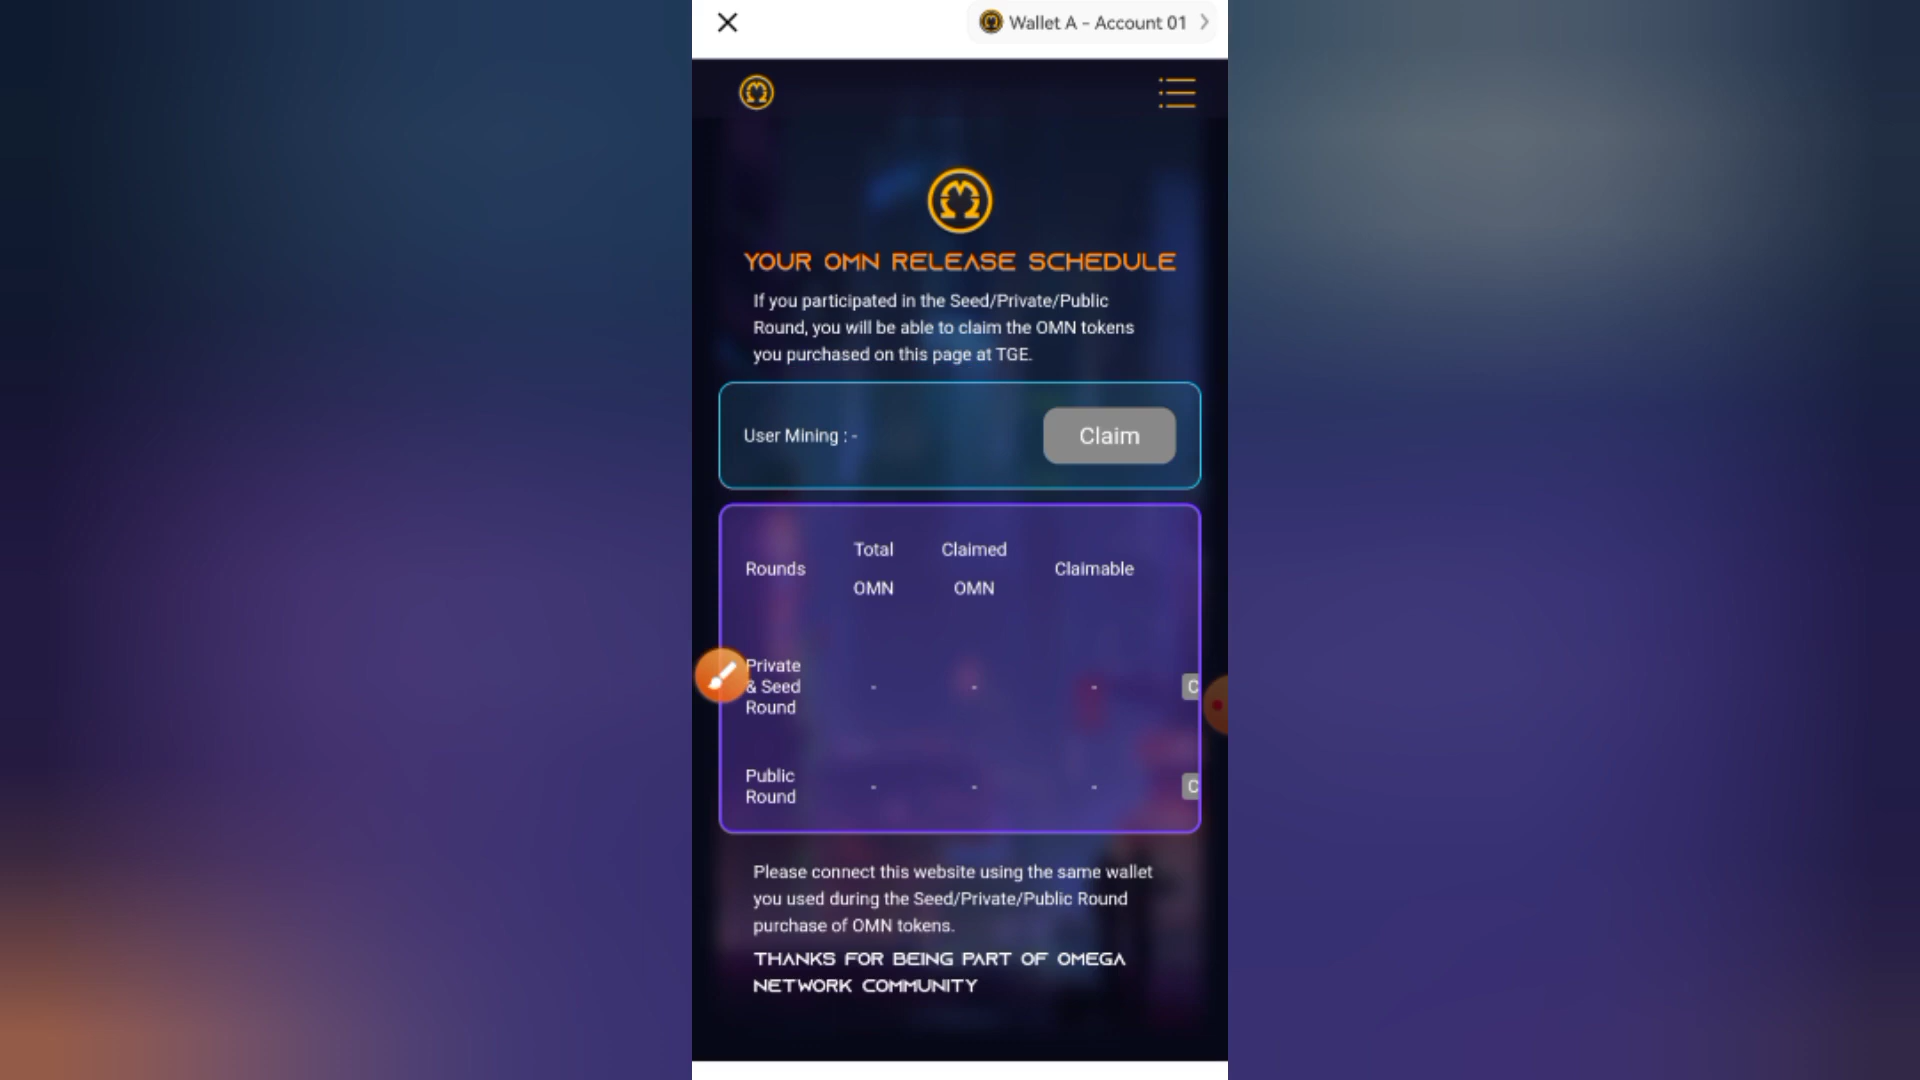 Wallet A - Account 01
YOUR OMN RELEASE SCHEDULE
If you participated in the Seed/Private/Public
Round, you will be able to claim the OMN tokens
you purchased on this page at TGE.
User Mining : -
Claim
Rounds
Total
OMN
Claimed
OMN
Claimable
Private
& Seed
Round
-
-
-
C
Public
Round
-
-
-
C
Please connect this website using the same wallet
you used during the Seed/Private/Public Round
purchase of OMN tokens.
THANKS FOR BEING PART OF OMEGA
NETWORK COMMUNITY